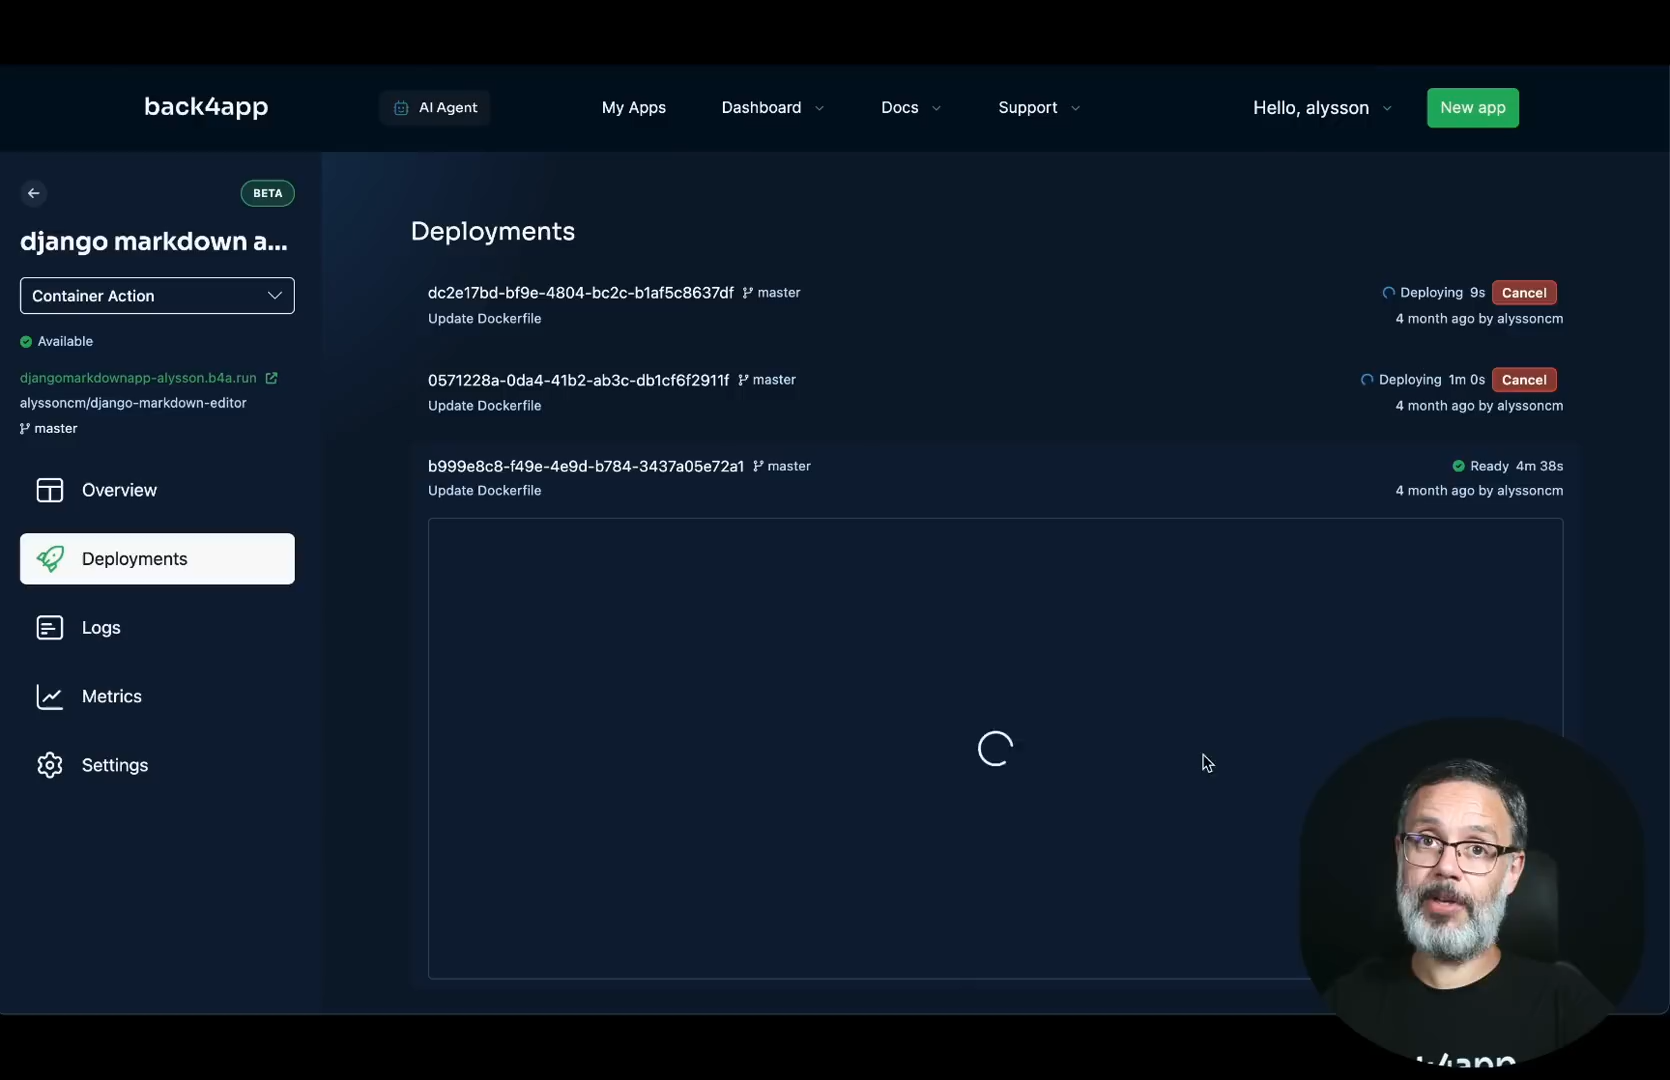 back4app
AI Agent
My Apps
Dashboard
Docs
Support
Hello, alysson
New app
BETA
django markdown a...
Container Action
Available
djangomarkdownapp-alysson.b4a.run
alyssoncm/django-markdown-editor
master
Overview
Deployments
Logs
Metrics
Settings
Deployments
dc2e17bd-bf9e-4804-bc2c-b1af5c8637df master
Deploying 9s Cancel
Update Dockerfile
4 month ago by alyssoncm
0571228a-0da4-41b2-ab3c-db1cf6f2911f master
Deploying 1m 0s Cancel
Update Dockerfile
4 month ago by alyssoncm
b999e8c8-f49e-4e9d-b784-3437a05e72a1 master
Ready 4m 38s
Update Dockerfile
4 month ago by alyssoncm